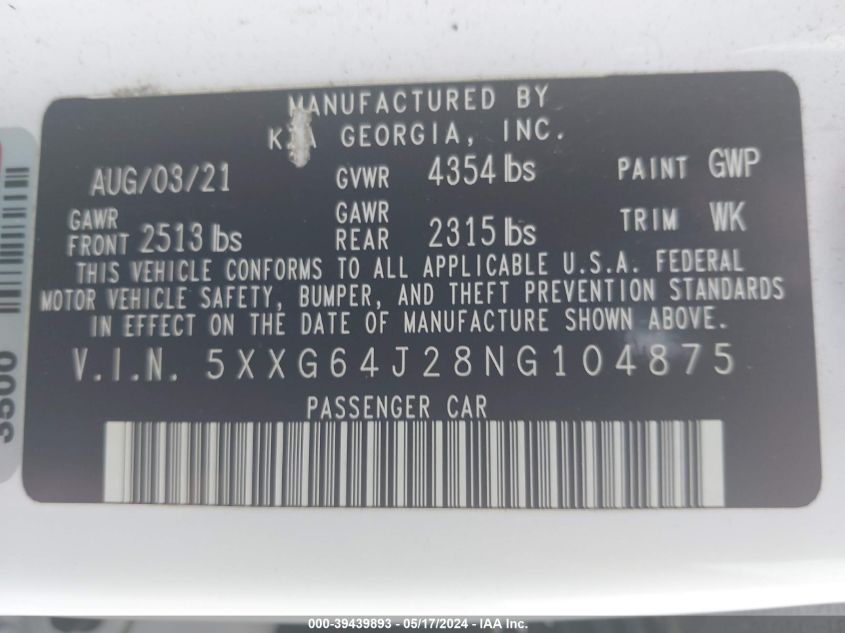 MANUFACTURED BY
KIA GEORGIA, INC.
AUG/03/21 GVWR 4354 lbs PAINT GWP
GAWR FRONT 2513 lbs GAWR REAR 2315 lbs TRIM WK
THIS VEHICLE CONFORMS TO ALL APPLICABLE U.S.A. FEDERAL
MOTOR VEHICLE SAFETY, BUMPER, AND THEFT PREVENTION STANDARDS
IN EFFECT ON THE DATE OF MANUFACTURE SHOWN ABOVE.
V.I.N. 5XXG64J28NG104875
PASSENGER CAR
3500
000-39439893 - 05/17/2024 - IAA Inc.